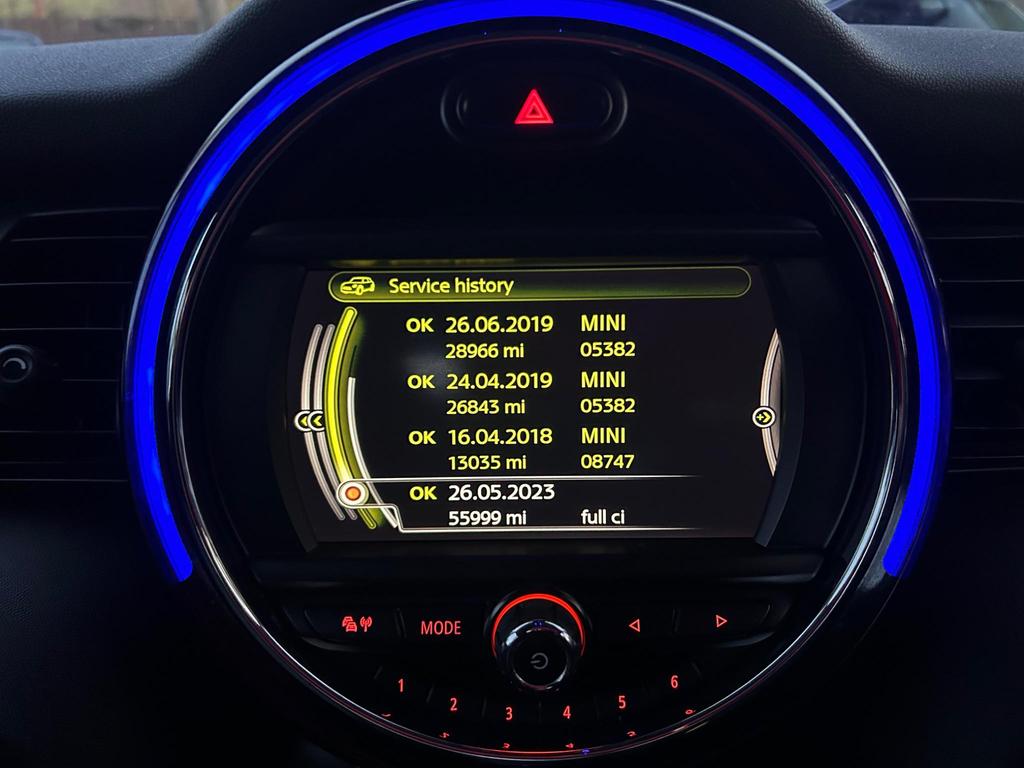 Service history
OK 26.06.2019 MINI
28966 mi 05382
OK 24.04.2019 MINI
26843 mi 05382
OK 16.04.2018 MINI
13035 mi 08747
OK 26.05.2023
55999 mi full ci
MODE
1 2 3 4 5 6